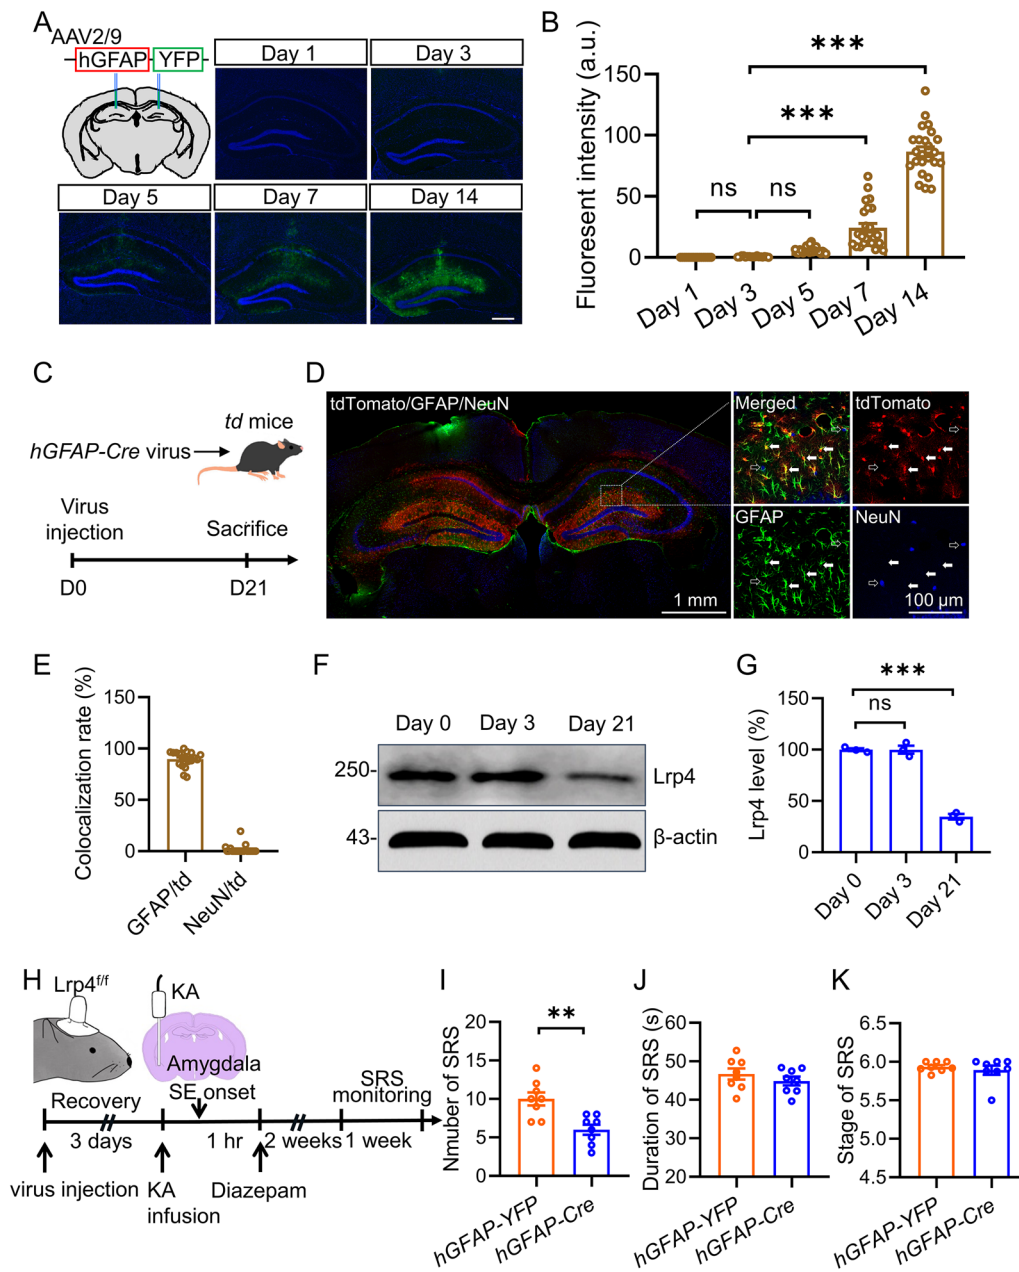 A
AAV2/9
hGFAP YFP
Day 1
Day 3
Day 5
Day 7
Day 14
B
Fluoresent intensity (a.u.)
150
100
50
0
***
***
ns
ns
Day 1
Day 3
Day 5
Day 7
Day 14
C
td mice
hGFAP-Cre virus
Virus
injection
Sacrifice
D0
D21
D
tdTomato/GFAP/NeuN
1 mm
Merged
tdTomato
GFAP
NeuN
100 μm
E
Colocalization rate (%)
150
100
50
0
GFAP/td
NeuN/td
F
Day 0
Day 3
Day 21
250-
Lrp4
43-
β-actin
G
Lrp4 level (%)
150
100
50
0
***
ns
Day 0
Day 3
Day 21
H
Lrp4f/f
KA
Amygdala
SE onset
Recovery
SRS
monitoring
3 days
1 hr
2 weeks
1 week
virus injection
KA
infusion
Diazepam
I
Nmuber of SRS
20
15
10
5
0
**
hGFAP-YFP
hGFAP-Cre
J
Duration of SRS (s)
60
50
40
30
20
hGFAP-YFP
hGFAP-Cre
K
Stage of SRS
6.5
6.0
5.5
5.0
4.5
hGFAP-YFP
hGFAP-Cre